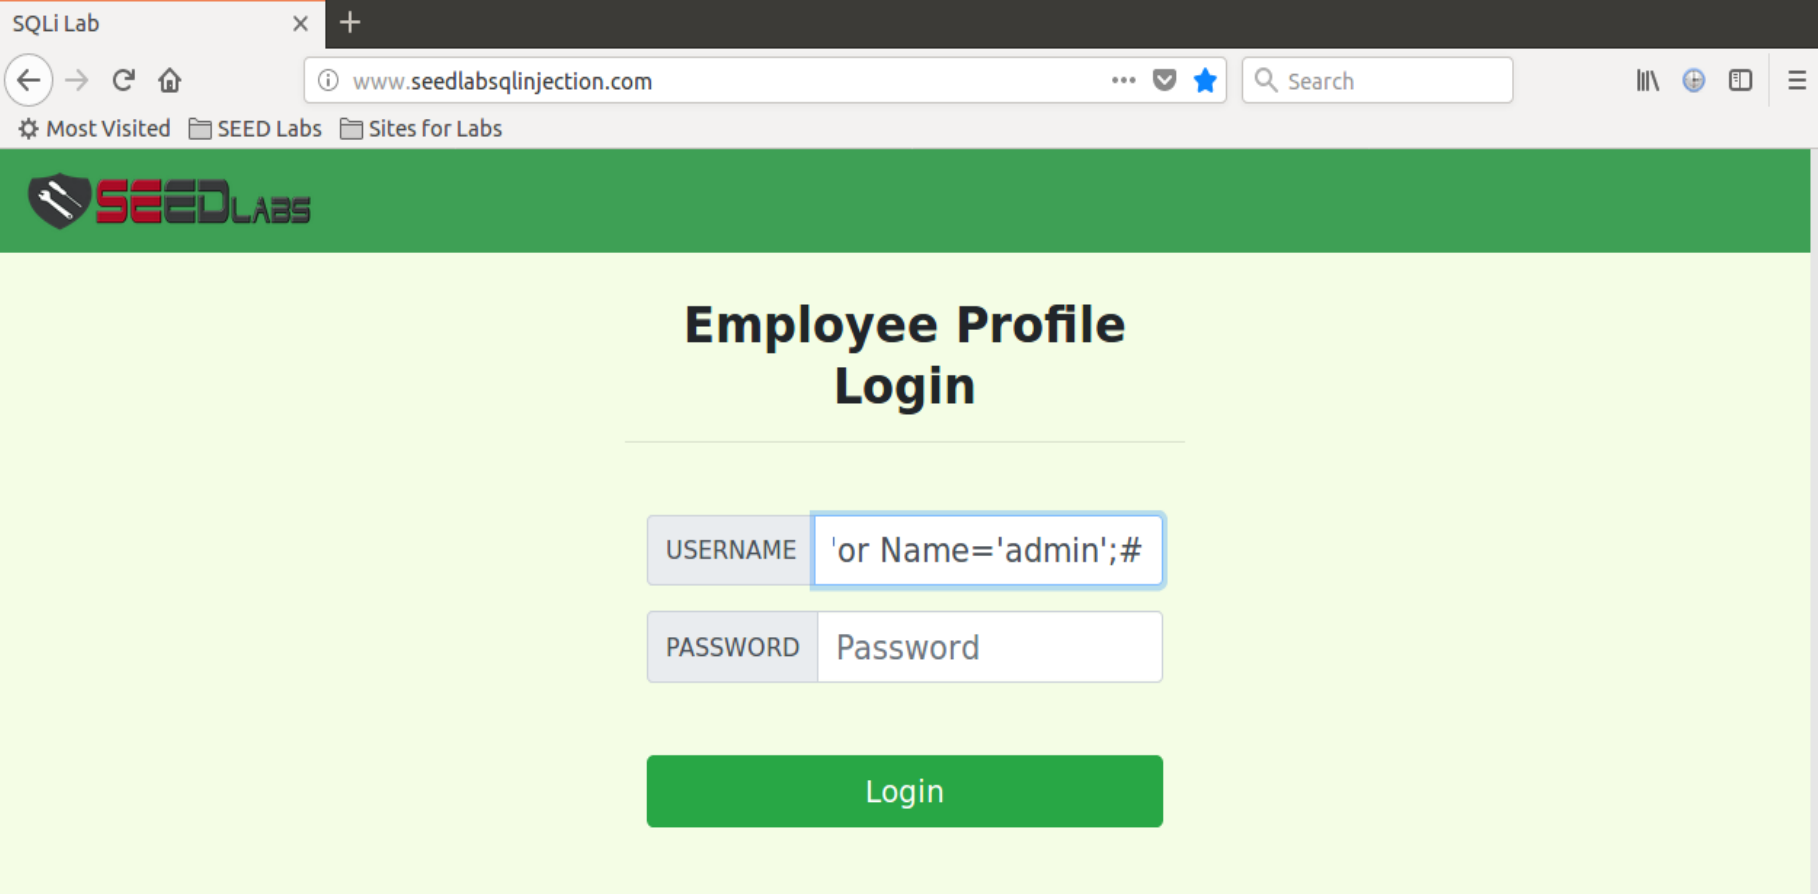 SQLi Lab
www.seedlabsqlinjection.com
Search
Most Visited SEED Labs Sites for Labs
SEEDLABS
Employee Profile
Login
USERNAME 'or Name='admin';#
PASSWORD Password
Login